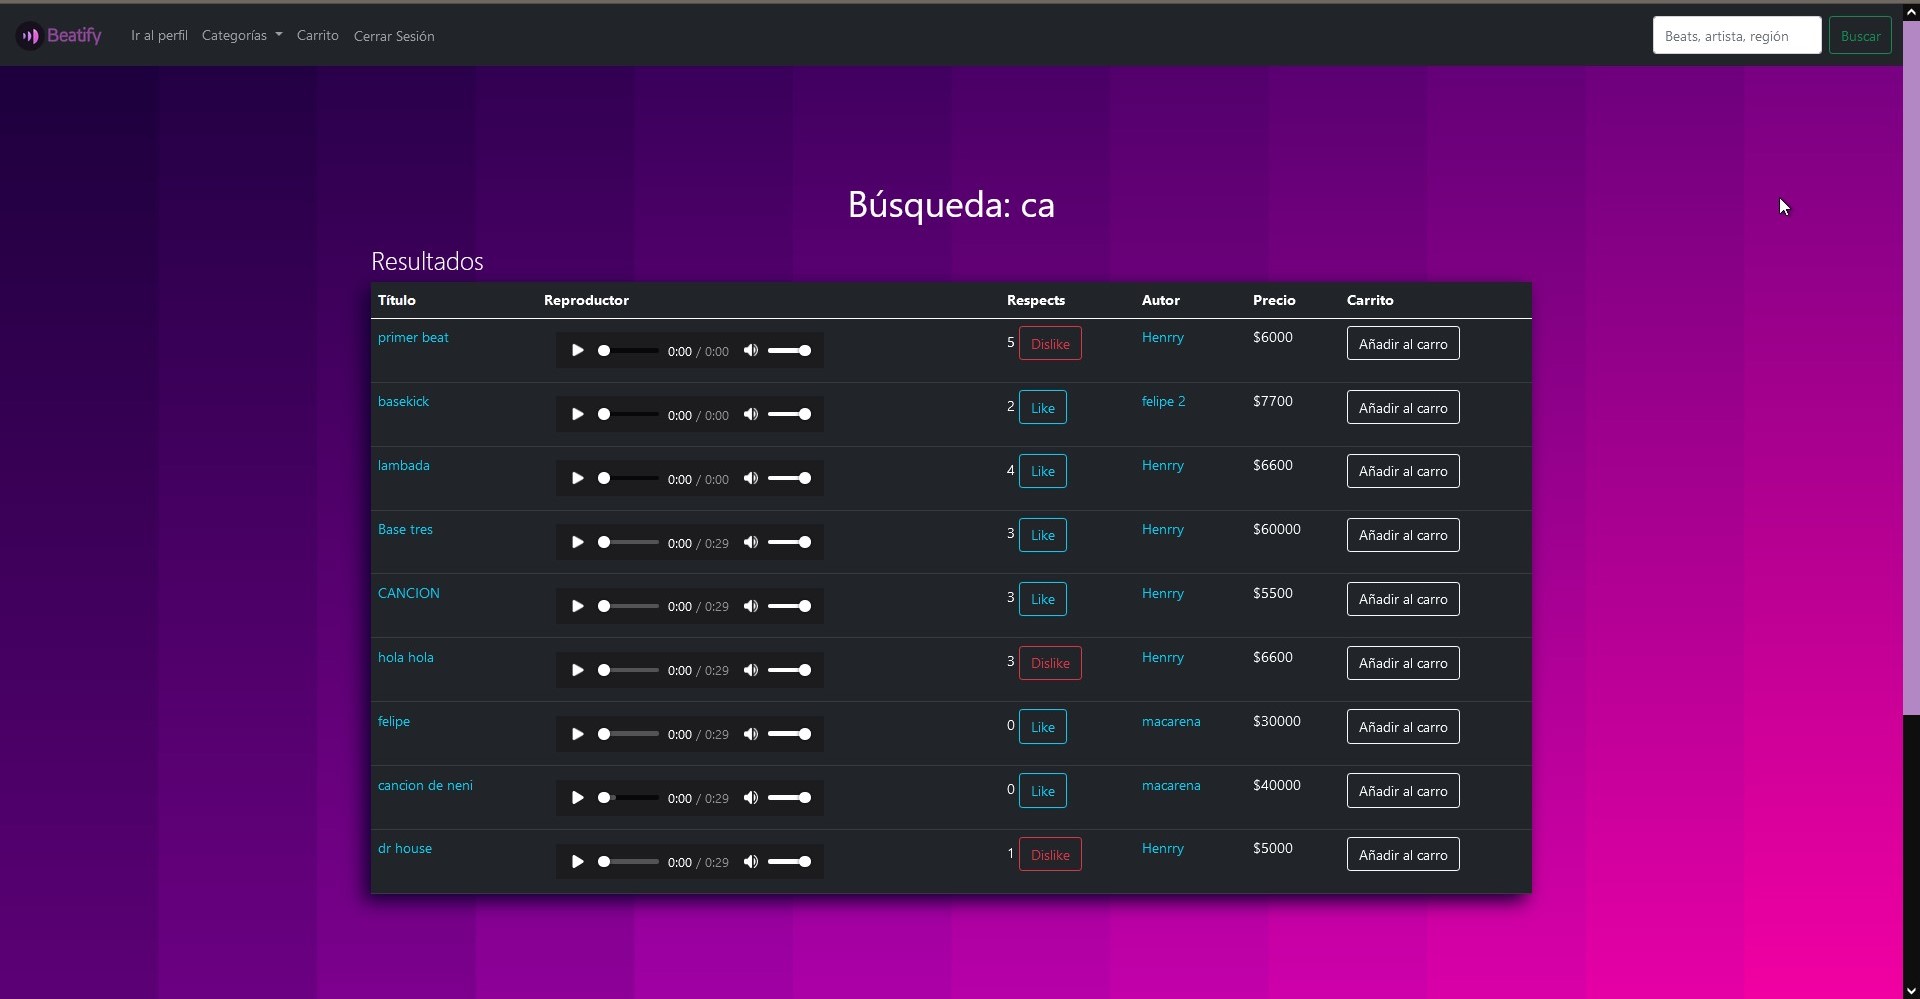 Beatify Ir al perfil Categorías Carrito Cerrar Sesión Beats, artista, región Buscar
Búsqueda: ca
Resultados
Título Reproductor Respects Autor Precio Carrito
primer beat 0:00 / 0:00 5 Dislike Henrry $6000 Añadir al carro
basekick 0:00 / 0:00 2 Like felipe 2 $7700 Añadir al carro
lambada 0:00 / 0:00 4 Like Henrry $6600 Añadir al carro
Base tres 0:00 / 0:29 3 Like Henrry $60000 Añadir al carro
CANCION 0:00 / 0:29 3 Like Henrry $5500 Añadir al carro
hola hola 0:00 / 0:29 3 Dislike Henrry $6600 Añadir al carro
felipe 0:00 / 0:29 0 Like macarena $30000 Añadir al carro
cancion de neni 0:00 / 0:29 0 Like macarena $40000 Añadir al carro
dr house 0:00 / 0:29 1 Dislike Henrry $5000 Añadir al carro